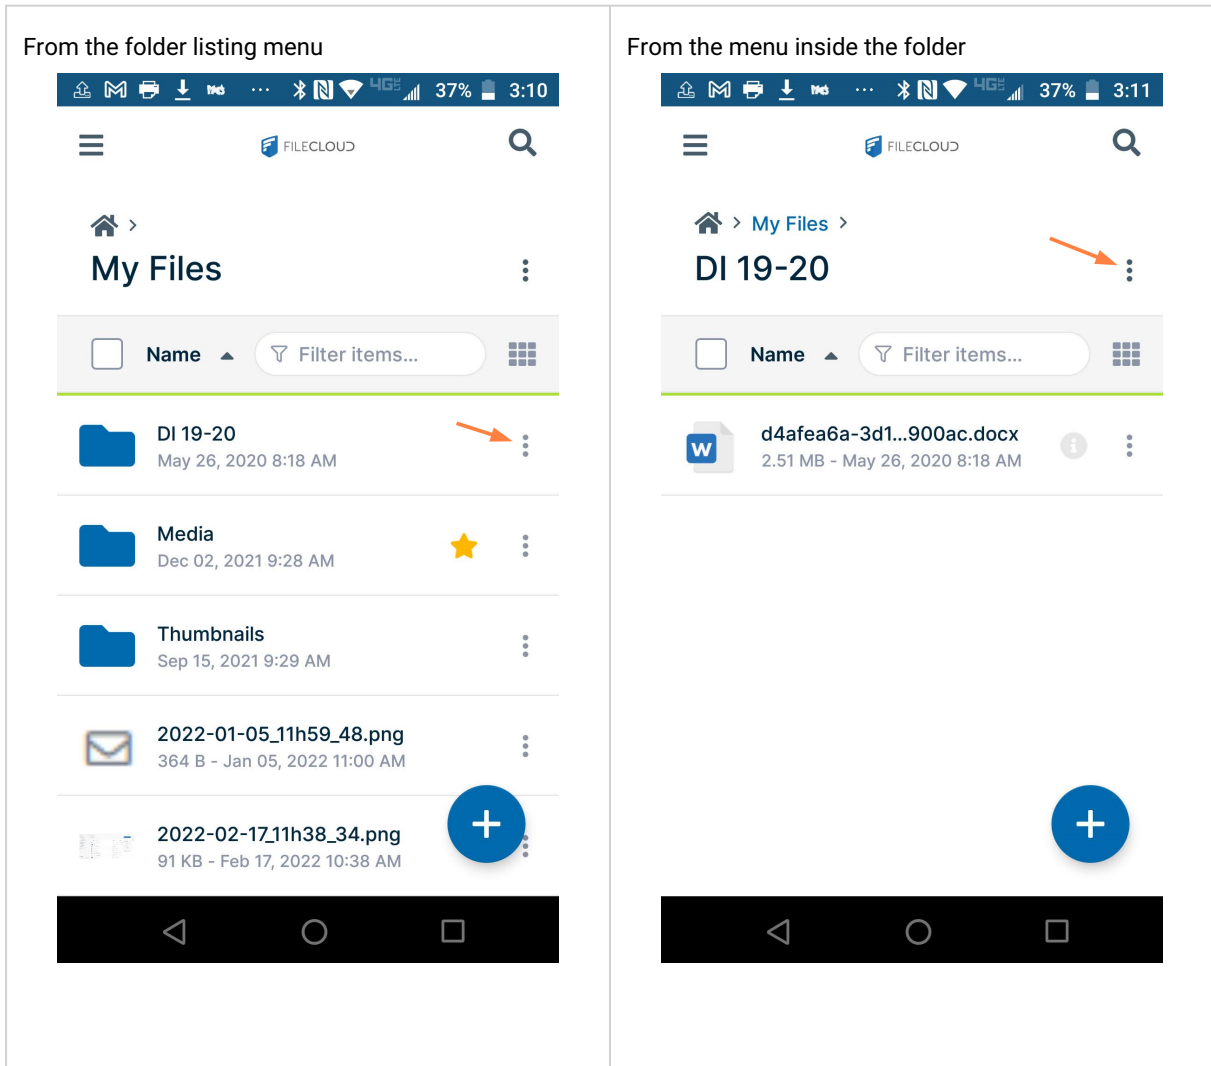 From the folder listing menu
4GE 37% 3:10
FILECLOUD
My Files
Name Filter items...
DI 19-20
May 26, 2020 8:18 AM
Media
Dec 02, 2021 9:28 AM
Thumbnails
Sep 15, 2021 9:29 AM
2022-01-05_11h59_48.png
364 B - Jan 05, 2022 11:00 AM
2022-02-17_11h38_34.png
91 KB - Feb 17, 2022 10:38 AM
From the menu inside the folder
4GE 37% 3:11
FILECLOUD
> My Files >
DI 19-20
Name Filter items...
W d4afea6a-3d1...900ac.docx
2.51 MB - May 26, 2020 8:18 AM